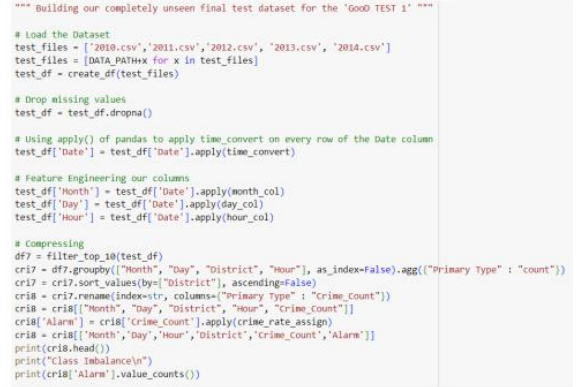 """ Building our completely unseen final test dataset for the 'GooD TEST 1' """
# Load the Dataset
test_files = ['2010.csv','2011.csv','2012.csv', '2013.csv', '2014.csv']
test_files = [DATA_PATH+x for x in test_files]
test_df = create_df(test_files)
# Drop missing values
test_df = test_df.dropna()
# Using apply() of pandas to apply time_convert on every row of the Date column
test_df['Date'] = test_df['Date'].apply(time_convert)
# Feature Engineering our columns
test_df['Month'] = test_df['Date'].apply(month_col)
test_df['Day'] = test_df['Date'].apply(day_col)
test_df['Hour'] = test_df['Date'].apply(hour_col)
# Compressing
df7 = filter_top_10(test_df)
cri7 = df7.groupby(["Month", "Day", "District", "Hour"], as_index=False).agg({"Primary Type" : "count"})
cri7 = cri7.sort_values(by=["District"], ascending=False)
cri8 = cri7.rename(index=str, columns={"Primary Type" : "Crime_Count"})
cri8 = cri8[["Month", "Day", "District", "Hour", "Crime_Count"]]
cri8['Alarm'] = cri8['Crime_Count'].apply(crime_rate_assign)
cri8 = cri8[['Month','Day','Hour','District','Crime_Count','Alarm']]
print(cri8.head())
print("Class Imbalance\n")
print(cri8['Alarm'].value_counts())